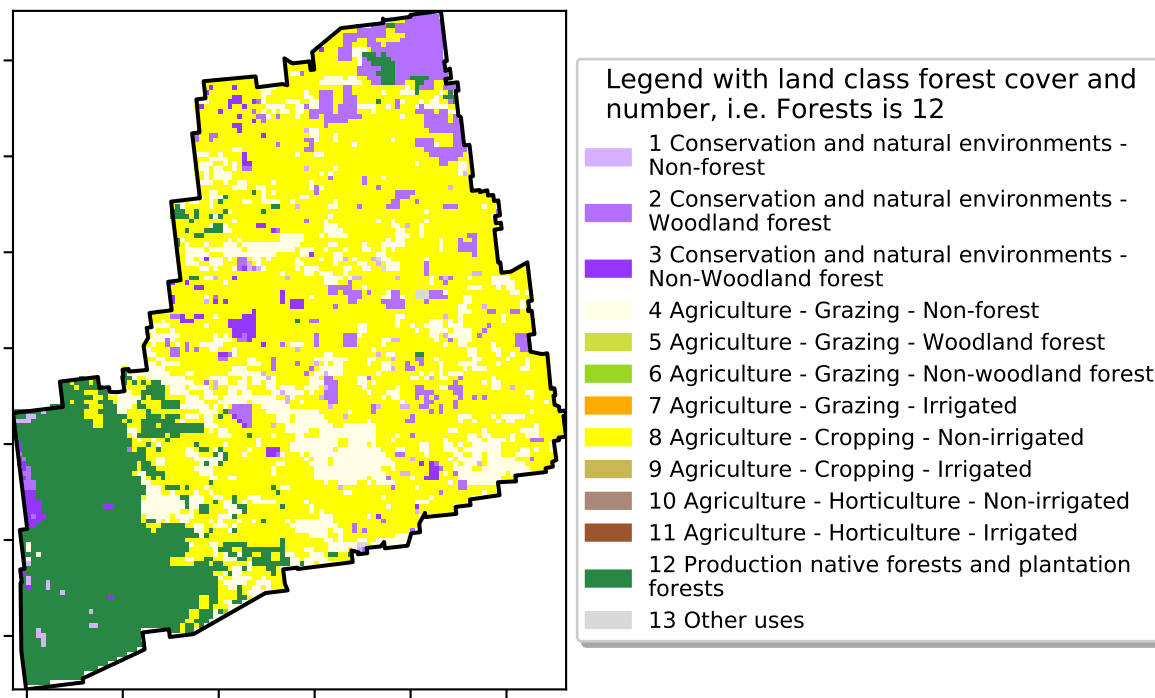 Legend with land class forest cover and
number, i.e. Forests is 12
1 Conservation and natural environments -
Non-forest
2 Conservation and natural environments -
Woodland forest
3 Conservation and natural environments -
Non-Woodland forest
4 Agriculture - Grazing - Non-forest
5 Agriculture - Grazing - Woodland forest
6 Agriculture - Grazing - Non-woodland forest
7 Agriculture - Grazing - Irrigated
8 Agriculture - Cropping - Non-irrigated
9 Agriculture - Cropping - Irrigated
10 Agriculture - Horticulture - Non-irrigated
11 Agriculture - Horticulture - Irrigated
12 Production native forests and plantation
forests
13 Other uses